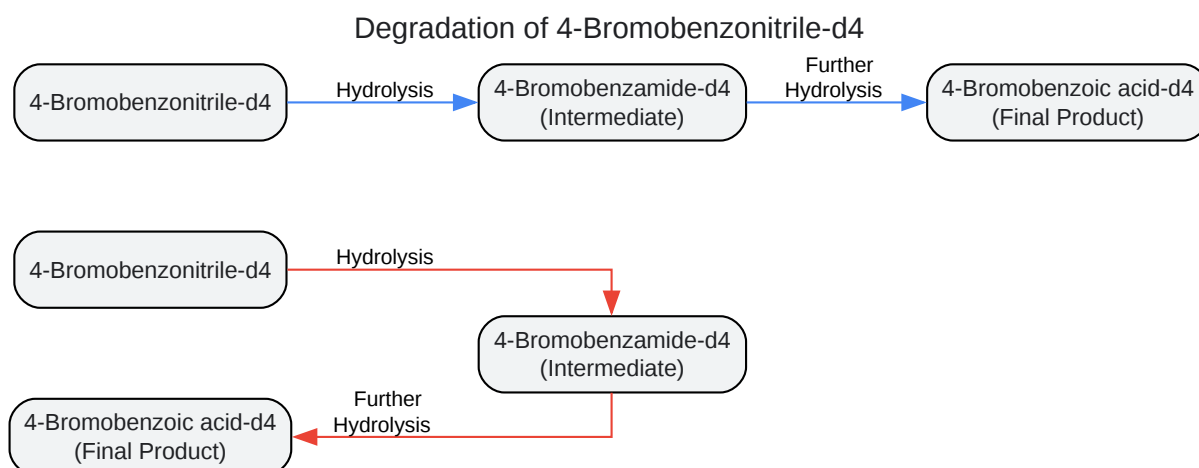 Degradation of 4-Bromobenzonitrile-d4
4-Bromobenzonitrile-d4
Hydrolysis
4-Bromobenzamide-d4
(Intermediate)
Further
Hydrolysis
4-Bromobenzoic acid-d4
(Final Product)
4-Bromobenzonitrile-d4
Hydrolysis
4-Bromobenzamide-d4
(Intermediate)
Further
Hydrolysis
4-Bromobenzoic acid-d4
(Final Product)